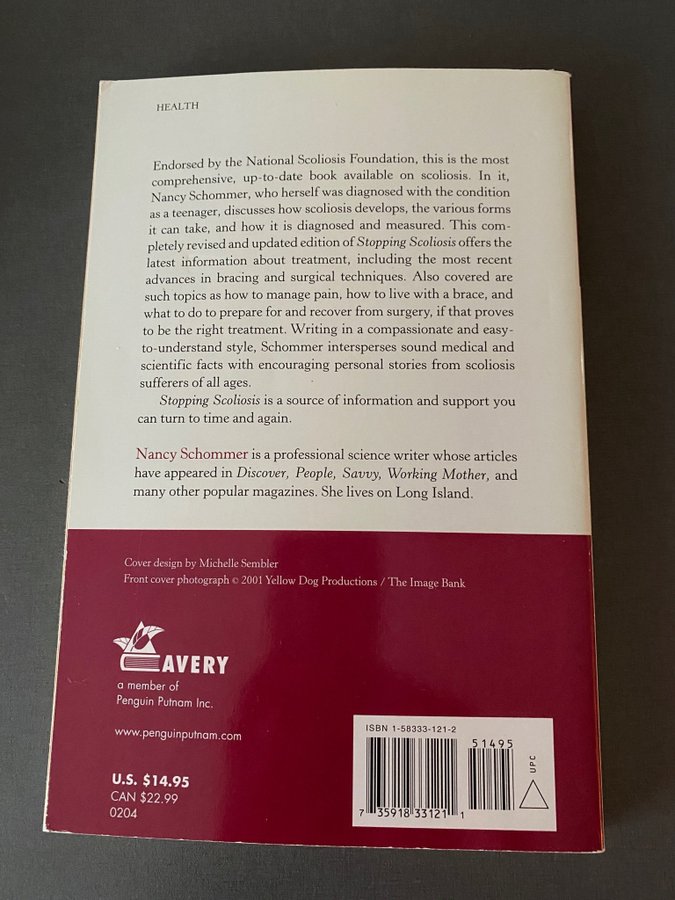 HEALTH
Endorsed by the National Scoliosis Foundation, this is the most
comprehensive, up-to-date book available on scoliosis. In it,
Nancy Schommer, who herself was diagnosed with the condition
as a teenager, discusses how scoliosis develops, the various forms
it can take, and how it is diagnosed and measured. This com-
pletely revised and updated edition of Stopping Scoliosis offers the
latest information about treatment, including the most recent
advances in bracing and surgical techniques. Also covered are
such topics as how to manage pain, how to live with a brace, and
what to do to prepare for and recover from surgery, if that proves
to be the right treatment. Writing in a compassionate and easy-
to-understand style, Schommer intersperses sound medical and
scientific facts with encouraging personal stories from scoliosis
sufferers of all ages.
Stopping Scoliosis is a source of information and support you
can turn to time and again.
Nancy Schommer is a professional science writer whose articles
have appeared in Discover, People, Savvy, Working Mother, and
many other popular magazines. She lives on Long Island.
Cover design by Michelle Sembler
Front cover photograph © 2001 Yellow Dog Productions / The Image Bank
AVERY
a member of
Penguin Putnam Inc.
www.penguinputnam.com
U.S. $14.95
CAN $22.99
0204
ISBN 1-58333-121-2
51495
7 35918 33121 1
UPC